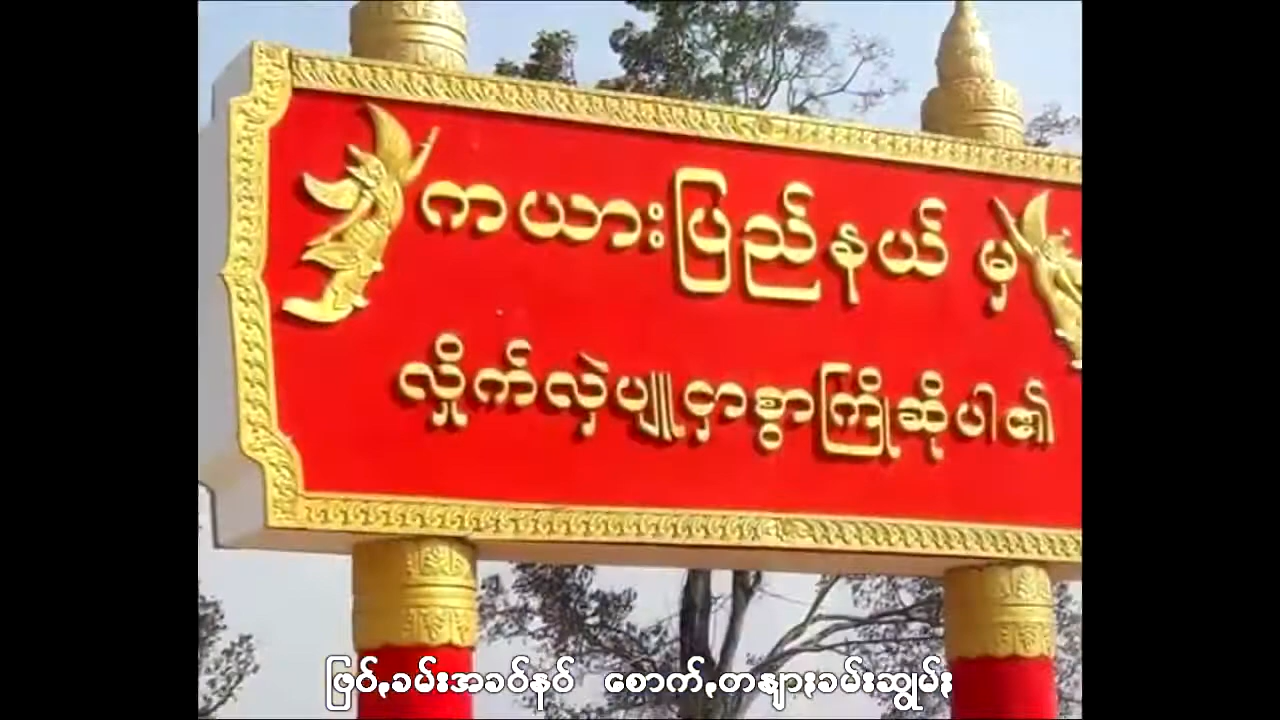 ကယားပြည်နယ် မှ
လှိုက်လှဲပျူငှာစွာကြိုဆိုပါ၏
ဗြဝ်ႇခမ်းအခဝ်နဝ် စောက်ႇတနျာႈခမ်းဆွူမ်ႈ